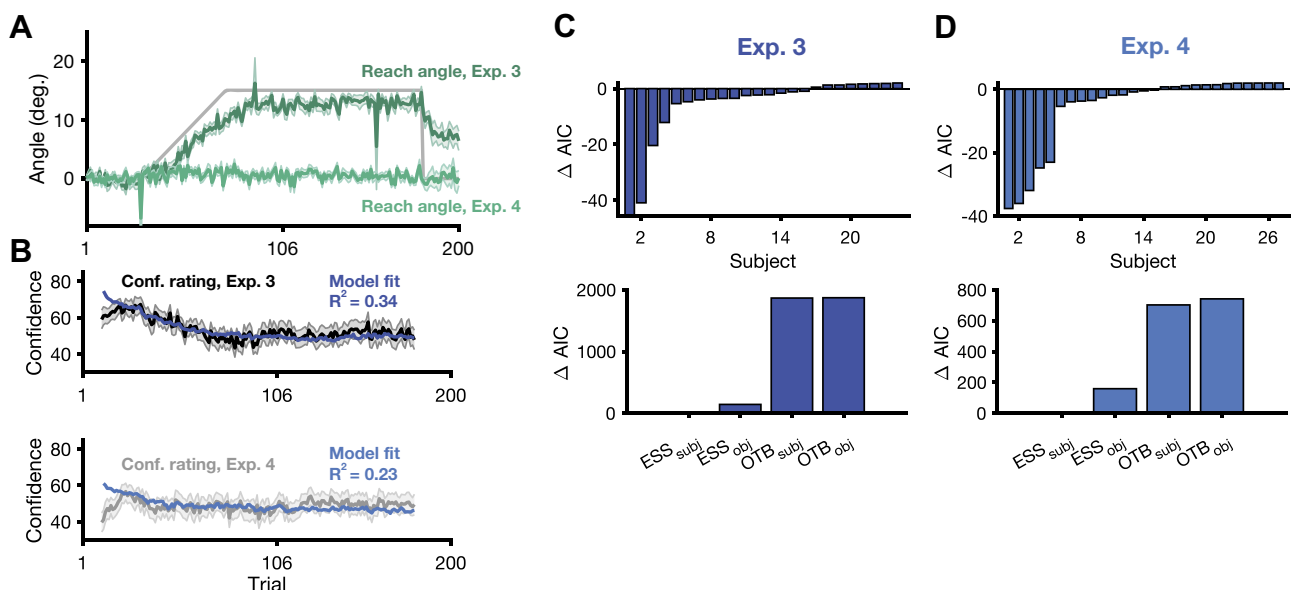 A
20
10
0
Angle (deg.)
Reach angle, Exp. 3
Reach angle, Exp. 4
1
106
200
B
80
60
40
Confidence
Conf. rating, Exp. 3
Model fit
R² = 0.34
1
106
200
80
60
40
Confidence
Conf. rating, Exp. 4
Model fit
R² = 0.23
1
106
200
Trial
C
Exp. 3
0
-20
-40
Δ AIC
2
8
14
20
Subject
2000
1000
0
Δ AIC
ESS subj
ESS obj
OTB subj
OTB obj
D
Exp. 4
0
-20
-40
Δ AIC
2
8
14
20
26
Subject
800
600
400
200
0
Δ AIC
ESS subj
ESS obj
OTB subj
OTB obj